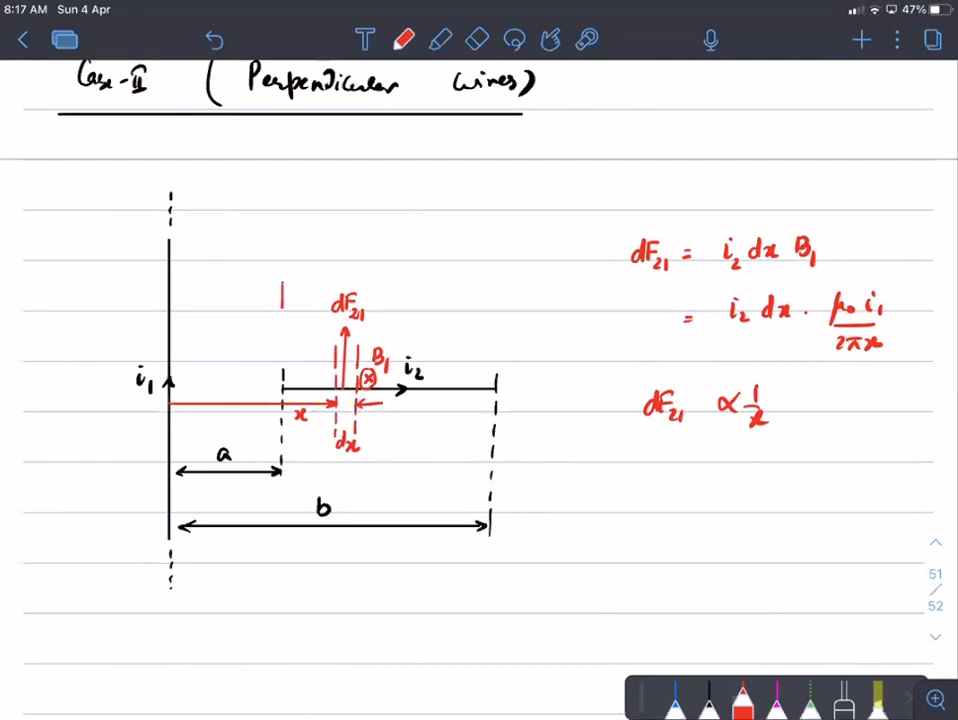 8:17 AM Sun 4 Apr
47%
T
Case-II ( Perpendicular wires)
dF₂₁ = i₂ dx B₁
= i₂ dx · μ₀ i₁ / 2πx
dF₂₁ ∝ 1/x
dF₂₁
B₁
i₂
i₁
x
dx
a
b
51
/
52